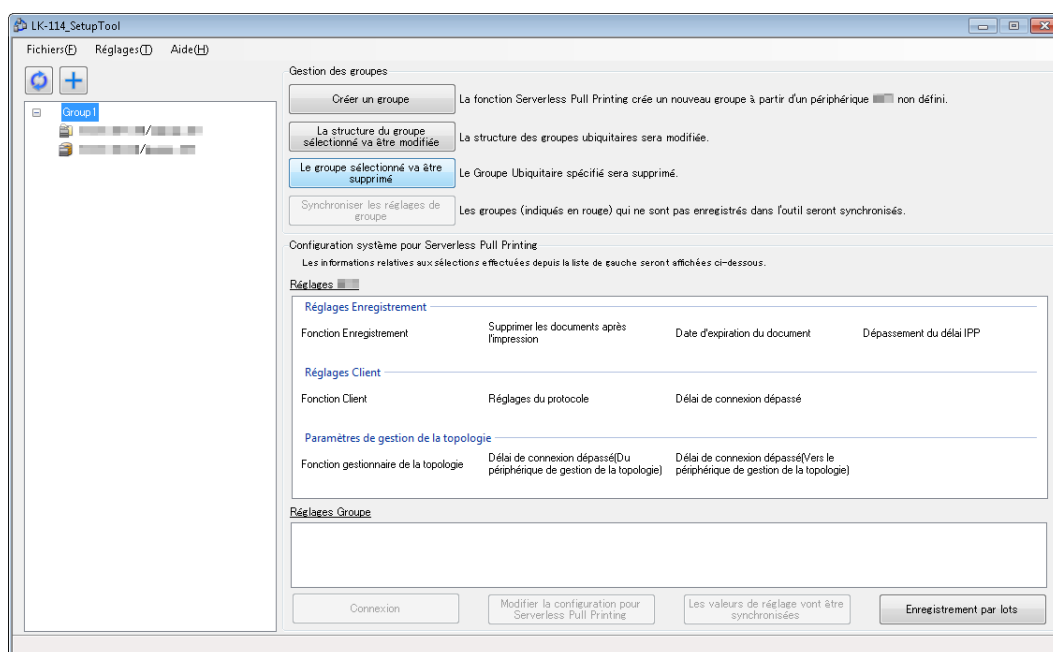 LK-114_SetupTool
Fichiers(F) Réglages(T) Aide(H)
Gestion des groupes
Group1
Créer un groupe
La fonction Serverless Pull Printing crée un nouveau groupe à partir d'un périphérique non défini.
La structure du groupe
sélectionné va être modifiée
La structure des groupes ubiquitaires sera modifiée.
Le groupe sélectionné va être
supprimé
Le Groupe Ubiquitaire spécifié sera supprimé.
Synchroniser les réglages de
groupe
Les groupes (indiqués en rouge) qui ne sont pas enregistrés dans l'outil seront synchronisés.
Configuration système pour Serverless Pull Printing
Les informations relatives aux sélections effectuées depuis la liste de gauche seront affichées ci-dessous.
Réglages
Réglages Enregistrement
Fonction Enregistrement
Supprimer les documents après
l'impression
Date d'expiration du document
Dépassement du délai IPP
Réglages Client
Fonction Client
Réglages du protocole
Délai de connexion dépassé
Paramètres de gestion de la topologie
Fonction gestionnaire de la topologie
Délai de connexion dépassé(Du
périphérique de gestion de la topologie)
Délai de connexion dépassé(Vers le
périphérique de gestion de la topologie)
Réglages Groupe
Connexion
Modifier la configuration pour
Serverless Pull Printing
Les valeurs de réglage vont être
synchronisées
Enregistrement par lots